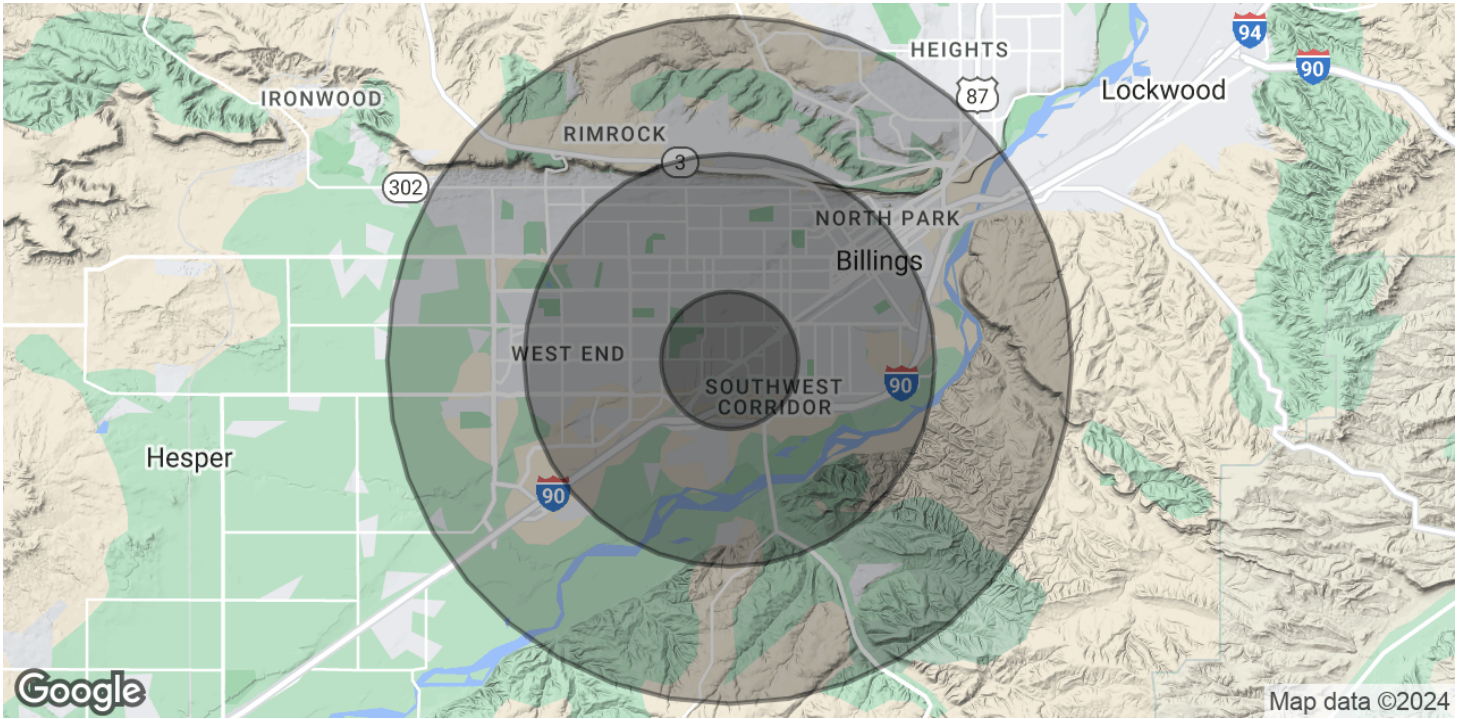 94
HEIGHTS
90
87
Lockwood
IRONWOOD
RIMROCK
3
302
NORTH PARK
Billings
WEST END
90
SOUTHWEST
CORRIDOR
Hesper
90
Google
Map data ©2024